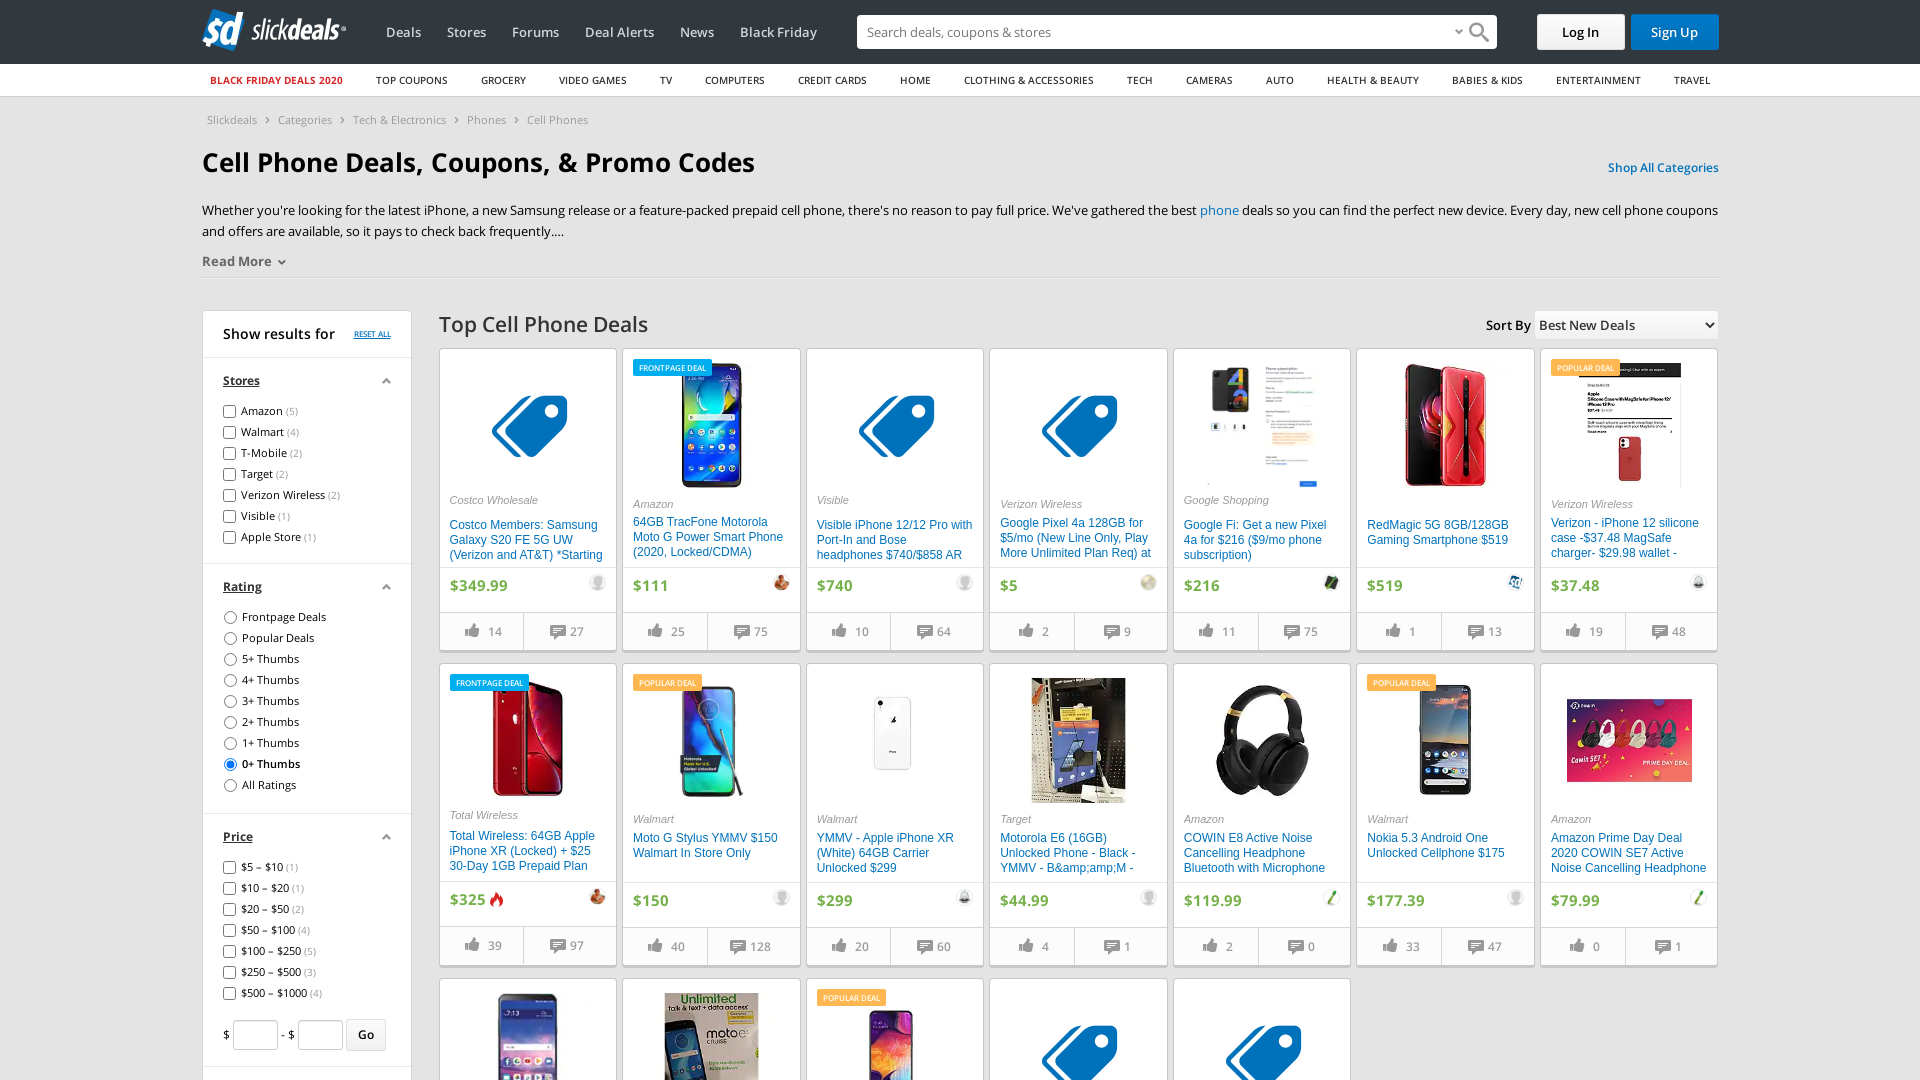 slickdeals
Deals
Stores
Forums
Deal Alerts
News
Black Friday
Search deals, coupons & stores
Log In
Sign Up
BLACK FRIDAY DEALS 2020
TOP COUPONS
GROCERY
VIDEO GAMES
TV
COMPUTERS
CREDIT CARDS
HOME
CLOTHING & ACCESSORIES
TECH
CAMERAS
AUTO
HEALTH & BEAUTY
BABIES & KIDS
ENTERTAINMENT
TRAVEL
Slickdeals > Categories > Tech & Electronics > Phones > Cell Phones
Cell Phone Deals, Coupons, & Promo Codes
Shop All Categories
Whether you're looking for the latest iPhone, a new Samsung release or a feature-packed prepaid cell phone, there's no reason to pay full price. We've gathered the best phone deals so you can find the perfect new device. Every day, new cell phone coupons
and offers are available, so it pays to check back frequently....
Read More
Show results for
RESET ALL
Stores
Amazon (5)
Walmart (4)
T-Mobile (2)
Target (2)
Verizon Wireless (2)
Visible (1)
Apple Store (1)
Rating
Frontpage Deals
Popular Deals
5+ Thumbs
4+ Thumbs
3+ Thumbs
2+ Thumbs
1+ Thumbs
0+ Thumbs
All Ratings
Price
$5 – $10 (1)
$10 – $20 (1)
$20 – $50 (2)
$50 – $100 (4)
$100 – $250 (5)
$250 – $500 (3)
$500 – $1000 (4)
$ - $ Go
Top Cell Phone Deals
Sort By Best New Deals
Costco Wholesale
Costco Members: Samsung
Galaxy S20 FE 5G UW
(Verizon and AT&T) *Starting
$349.99
14
27
FRONTPAGE DEAL
Amazon
64GB TracFone Motorola
Moto G Power Smart Phone
(2020, Locked/CDMA)
$111
25
75
Visible
Visible iPhone 12/12 Pro with
Port-In and Bose
headphones $740/$858 AR
$740
10
64
Verizon Wireless
Google Pixel 4a 128GB for
$5/mo (New Line Only, Play
More Unlimited Plan Req) at
$5
2
9
Google Shopping
Google Fi: Get a new Pixel
4a for $216 ($9/mo phone
subscription)
$216
11
75
RedMagic 5G 8GB/128GB
Gaming Smartphone $519
$519
1
13
POPULAR DEAL
Verizon Wireless
Verizon - iPhone 12 silicone
case -$37.48 MagSafe
charger- $29.98 wallet -
$37.48
19
48
FRONTPAGE DEAL
Total Wireless
Total Wireless: 64GB Apple
iPhone XR (Locked) + $25
30-Day 1GB Prepaid Plan
$325
39
97
POPULAR DEAL
Walmart
Moto G Stylus YMMV $150
Walmart In Store Only
$150
40
128
Walmart
YMMV - Apple iPhone XR
(White) 64GB Carrier
Unlocked $299
$299
20
60
Target
Motorola E6 (16GB)
Unlocked Phone - Black -
YMMV - B&amp;amp;M -
$44.99
4
1
Amazon
COWIN E8 Active Noise
Cancelling Headphone
Bluetooth with Microphone
$119.99
2
0
POPULAR DEAL
Walmart
Nokia 5.3 Android One
Unlocked Cellphone $175
$177.39
33
47
Cowin SE7
PRIME DAY DEAL
Amazon
Amazon Prime Day Deal
2020 COWIN SE7 Active
Noise Cancelling Headphone
$79.99
0
1
7:13
Unlimited
talk & text + data access
moto e
CRUISE
POPULAR DEAL